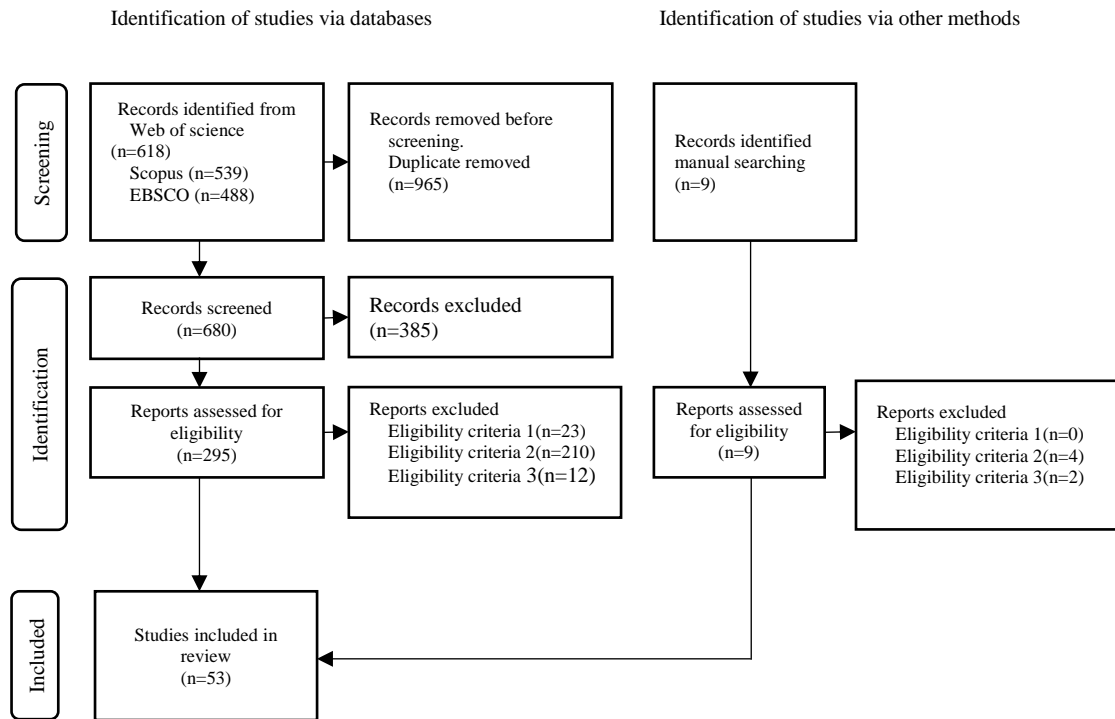 Identification of studies via databases
Identification of studies via other methods
Screening
Records identified from
Web of science
(n=618)
Scopus (n=539)
EBSCO (n=488)
Records removed before
screening.
Duplicate removed
(n=965)
Records identified
manual searching
(n=9)
Identification
Records screened
(n=680)
Records excluded
(n=385)
Reports assessed for
eligibility
(n=295)
Reports excluded
Eligibility criteria 1(n=23)
Eligibility criteria 2(n=210)
Eligibility criteria 3(n=12)
Reports assessed
for eligibility
(n=9)
Reports excluded
Eligibility criteria 1(n=0)
Eligibility criteria 2(n=4)
Eligibility criteria 3(n=2)
Included
Studies included in
review
(n=53)